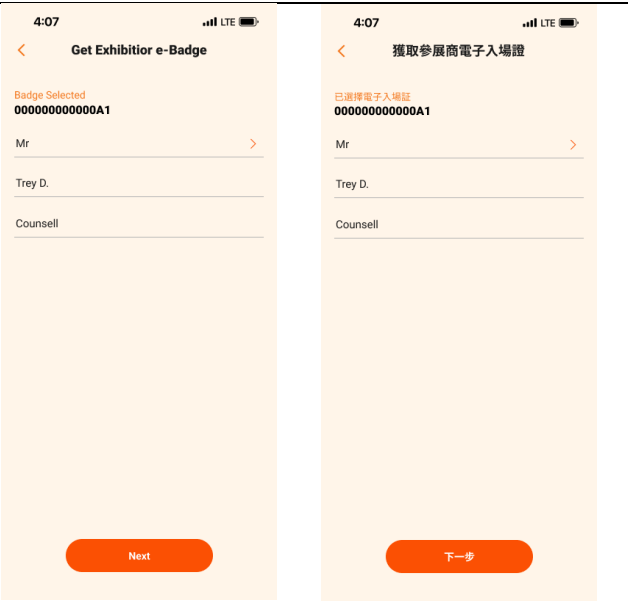 4:07
LTE
Get Exhibitior e-Badge
Badge Selected
000000000000A1
Mr
Trey D.
Counsell
Next
4:07
LTE
獲取參展商電子入場證
已選擇電子入場証
000000000000A1
Mr
Trey D.
Counsell
下一步